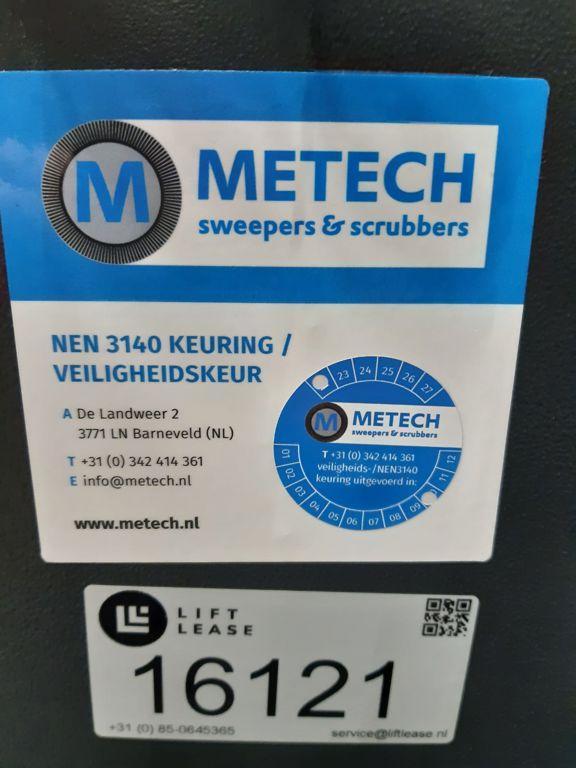 M METECH
sweepers & scrubbers
NEN 3140 KEURING /
VEILIGHEIDSKEUR
A De Landweer 2
3771 LN Barneveld (NL)
T +31 (0) 342 414 361
E info@metech.nl
www.metech.nl
23 24 25 26 27
M METECH
sweepers & scrubbers
T +31 (0) 342 414 361
veiligheids-/NEN3140
keuring uitgevoerd in:
01 02 03 04 05 06 07 08 09 11 12
LIFT
LEASE
16121
+31 (0) 85-0645365
service@liftlease.nl